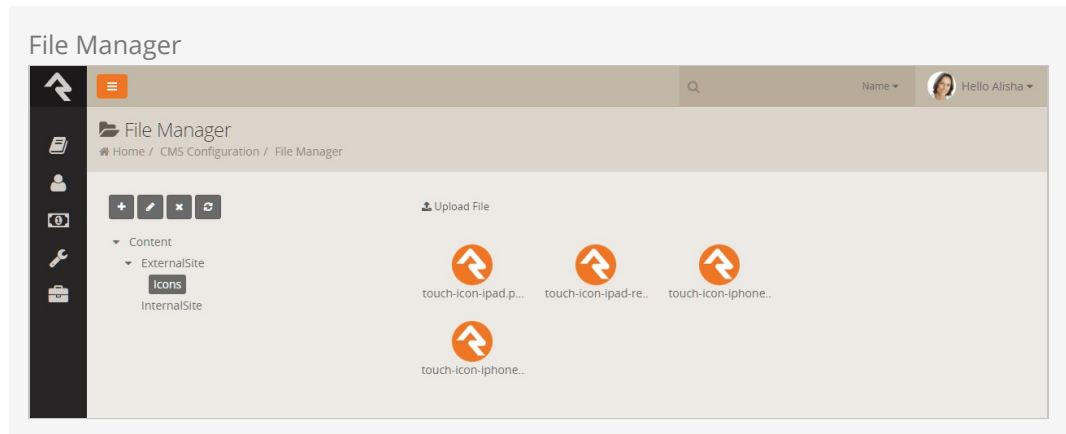 File Manager
Name
Hello Alisha
File Manager
Home / CMS Configuration / File Manager
Upload File
Content
ExternalSite
Icons
InternalSite
touch-icon-ipad.p...
touch-icon-ipad-re..
touch-icon-iphone..
touch-icon-iphone..